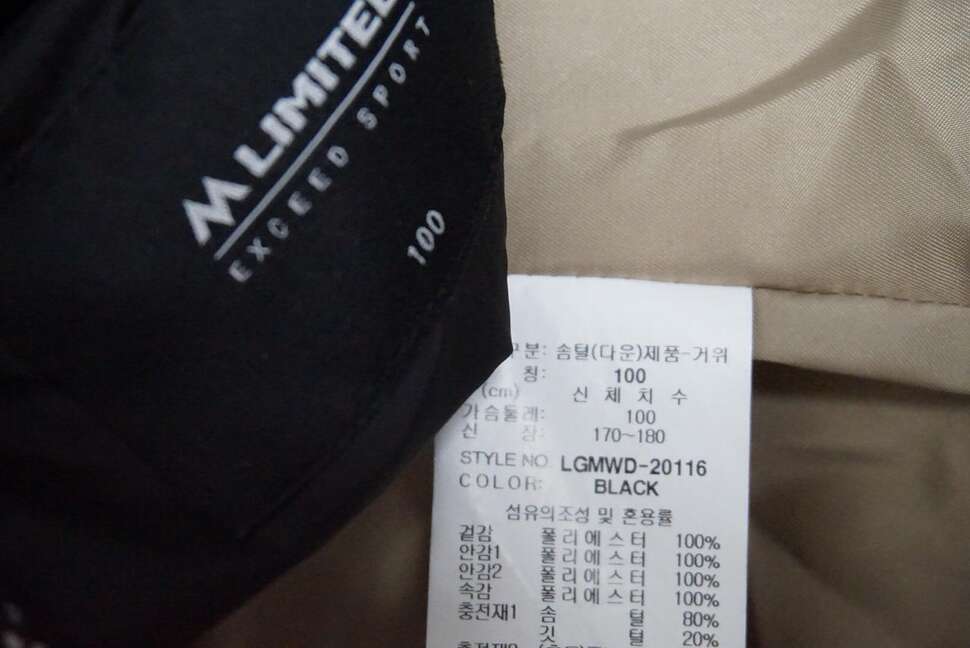 LIMITED
EXCEED SPORT
100
구분: 솜털(다운)제품-거위
칭: 100
(cm) 신 체 치 수
가슴둘레: 100
신 장: 170~180
STYLE NO. LGMWD-20116
COLOR: BLACK
섬유의조성 및 혼용률
겉감 폴리에스터 100%
안감1 폴리에스터 100%
안감2 폴리에스터 100%
속감 폴리에스터 100%
충전재1 솜 털 80%
깃 털 20%